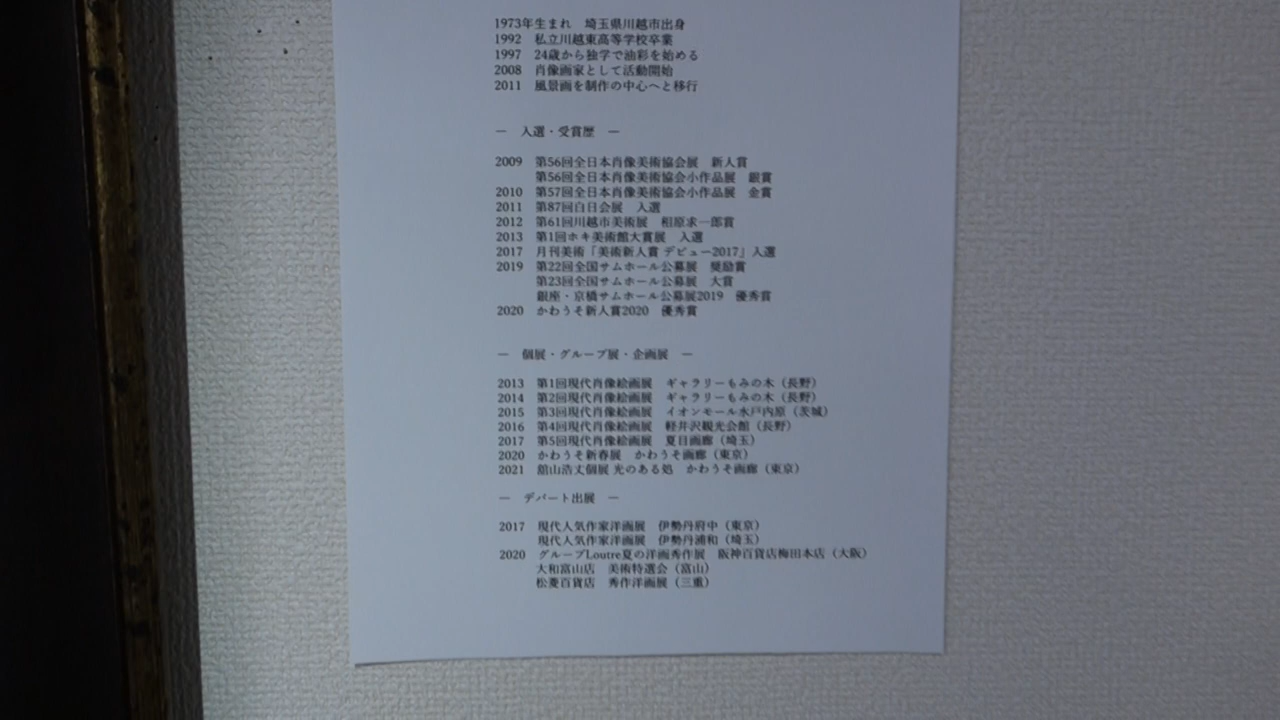 1973年生まれ 埼玉県川越市出身
1992 私立川越東高等学校卒業
1997 24歳から独学で油彩を始める
2008 肖像画家として活動開始
2011 風景画を制作の中心へと移行
― 入選・受賞歴 ―
2009 第56回全日本肖像美術協会展 新人賞
第56回全日本肖像美術協会小作品展 銀賞
2010 第57回全日本肖像美術協会小作品展 金賞
2011 第87回白日会展 入選
2012 第61回川越市美術展 相原求一郎賞
2013 第1回ホキ美術館大賞展 入選
2017 月刊美術「美術新人賞 デビュー2017」入選
2019 第22回全国サムホール公募展 奨励賞
第23回全国サムホール公募展 大賞
銀座・京橋サムホール公募展2019 優秀賞
2020 かわうそ新人賞2020 優秀賞
― 個展・グループ展・企画展 ―
2013 第1回現代肖像絵画展 ギャラリーもみの木（長野）
2014 第2回現代肖像絵画展 ギャラリーもみの木（長野）
2015 第3回現代肖像絵画展 イオンモール水戸内原（茨城）
2016 第4回現代肖像絵画展 軽井沢観光会館（長野）
2017 第5回現代肖像絵画展 夏目画廊（埼玉）
2020 かわうそ新春展 かわうそ画廊（東京）
2021 舘山浩丈個展 光のある処 かわうそ画廊（東京）
― デパート出展 ―
2017 現代人気作家洋画展 伊勢丹府中（東京）
現代人気作家洋画展 伊勢丹浦和（埼玉）
2020 グループLoutre夏の洋画秀作展 阪神百貨店梅田本店（大阪）
大和富山店 美術特選会（富山）
松菱百貨店 秀作洋画展（三重）